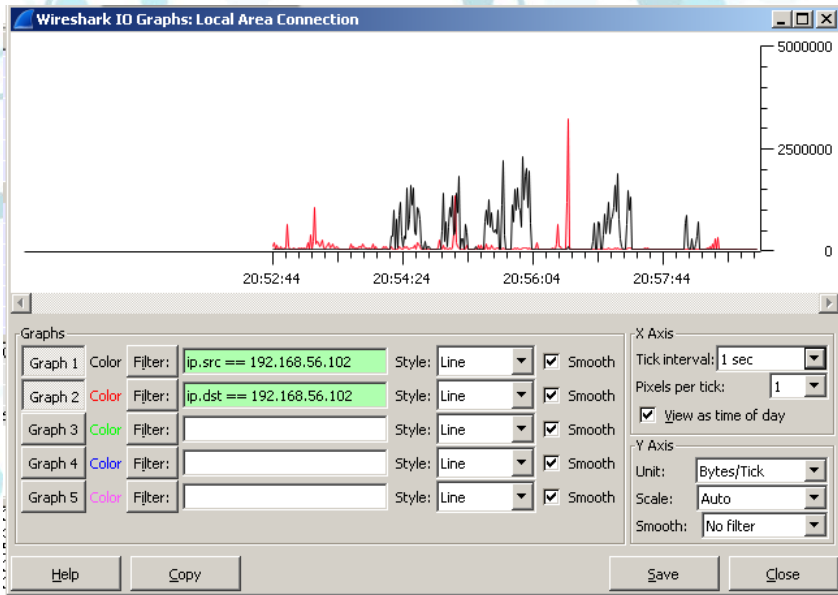 Wireshark IO Graphs: Local Area Connection
5000000
2500000
0
20:52:44 20:54:24 20:56:04 20:57:44
Graphs
Graph 1 Color Filter: ip.src == 192.168.56.102 Style: Line Smooth
Graph 2 Color Filter: ip.dst == 192.168.56.102 Style: Line Smooth
Graph 3 Color Filter: Style: Line Smooth
Graph 4 Color Filter: Style: Line Smooth
Graph 5 Color Filter: Style: Line Smooth
X Axis
Tick interval: 1 sec
Pixels per tick: 1
View as time of day
Y Axis
Unit: Bytes/Tick
Scale: Auto
Smooth: No filter
Help Copy Save Close